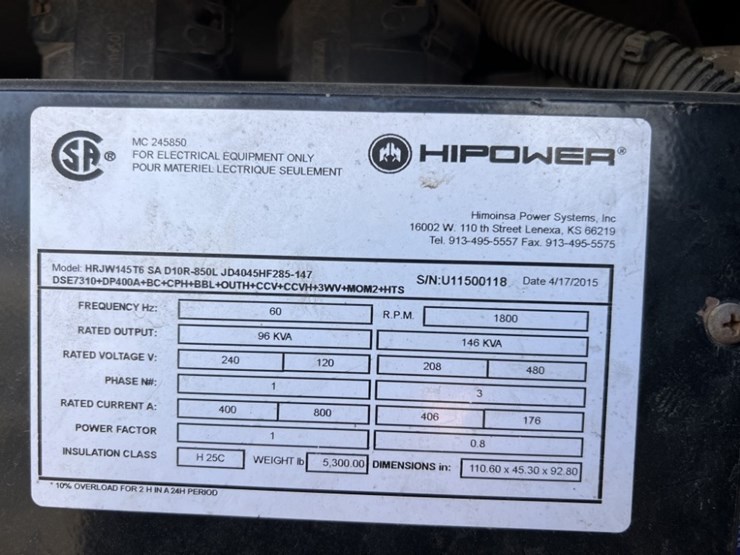 SA ®
MC 245850
FOR ELECTRICAL EQUIPMENT ONLY
POUR MATERIEL LECTRIQUE SEULEMENT
HIPOWER®
Himoinsa Power Systems, Inc
16002 W. 110 th Street Lenexa, KS 66219
Tel. 913-495-5557 Fax. 913-495-5575
Model: HRJW145T6 SA D10R-850L JD4045HF285-147
DSE7310+DP400A+BC+CPH+BBL+OUTH+CCV+CCVH+3WV+MOM2+HTS
S/N:U11500118 Date 4/17/2015
FREQUENCY Hz: 60 R.P.M. 1800
RATED OUTPUT: 96 KVA 146 KVA
RATED VOLTAGE V: 240 120 208 480
PHASE N#: 1 3
RATED CURRENT A: 400 800 406 176
POWER FACTOR 1 0.8
INSULATION CLASS H 25C WEIGHT lb 5,300.00 DIMENSIONS in: 110.60 x 45.30 x 92.80
* 10% OVERLOAD FOR 2 H IN A 24H PERIOD